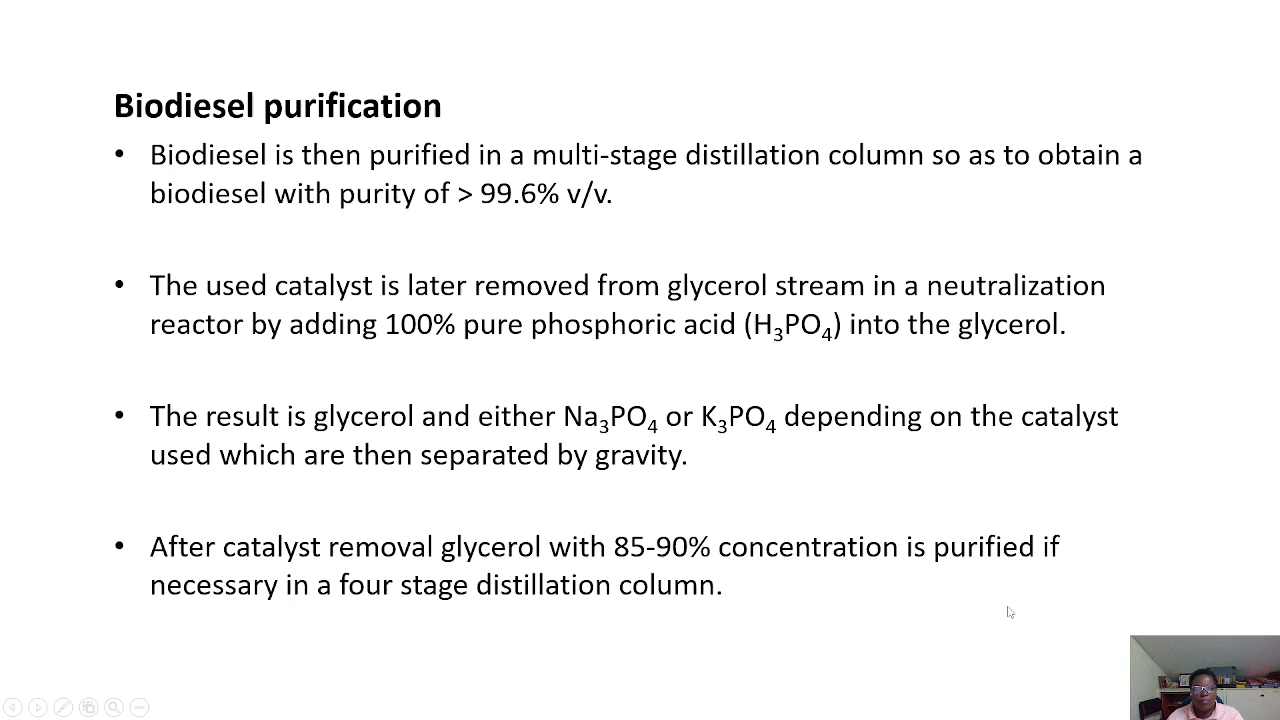 Biodiesel purification
• Biodiesel is then purified in a multi-stage distillation column so as to obtain a
biodiesel with purity of > 99.6% v/v.
• The used catalyst is later removed from glycerol stream in a neutralization
reactor by adding 100% pure phosphoric acid (H₃PO₄) into the glycerol.
• The result is glycerol and either Na₃PO₄ or K₃PO₄ depending on the catalyst
used which are then separated by gravity.
• After catalyst removal glycerol with 85-90% concentration is purified if
necessary in a four stage distillation column.